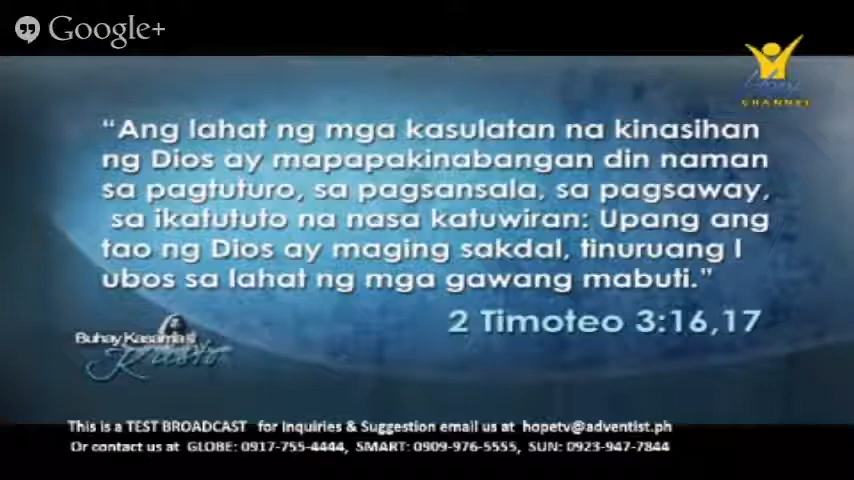 Google+
Hope
CHANNEL
“Ang lahat ng mga kasulatan na kinasihan
ng Dios ay mapapakinabangan din naman
sa pagtuturo, sa pagsansala, sa pagsaway,
sa ikatututo na nasa katuwiran: Upang ang
tao ng Dios ay maging sakdal, tinuruang l
ubos sa lahat ng mga gawang mabuti.”
2 Timoteo 3:16,17
Buhay Kasama si
Kristo
This is a TEST BROADCAST for Inquiries & Suggestion email us at hopetv@adventist.ph
Or contact us at GLOBE: 0917-755-4444, SMART: 0909-976-5555, SUN: 0923-947-7844